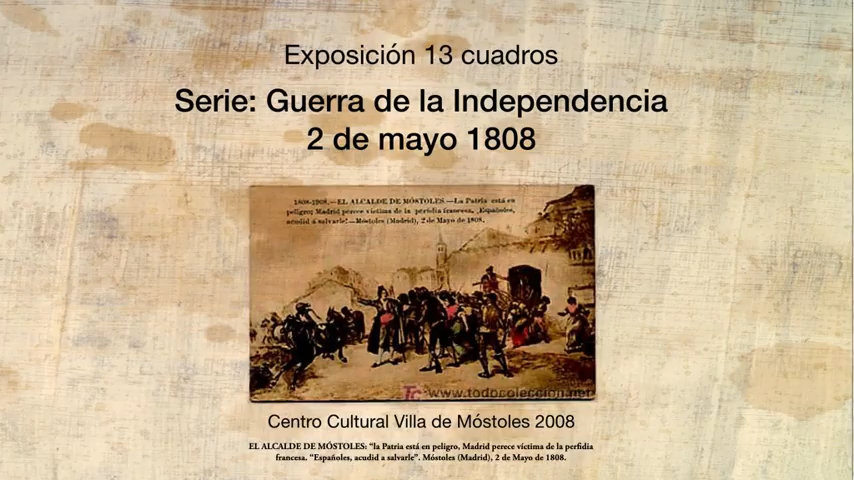 Exposición 13 cuadros
Serie: Guerra de la Independencia
2 de mayo 1808
1808-1908.—EL ALCALDE DE MÓSTOLES.—La Patria está en
peligro; Madrid perece víctima de la perfidia francesa. ¡Españoles,
acudid á salvarle!—Móstoles (Madrid), 2 de Mayo de 1808.
Tc www.todocoleccion.net
Centro Cultural Villa de Móstoles 2008
EL ALCALDE DE MÓSTOLES: “la Patria está en peligro, Madrid perece víctima de la perfidia
francesa. “Españoles, acudid a salvarle”. Móstoles (Madrid), 2 de Mayo de 1808.